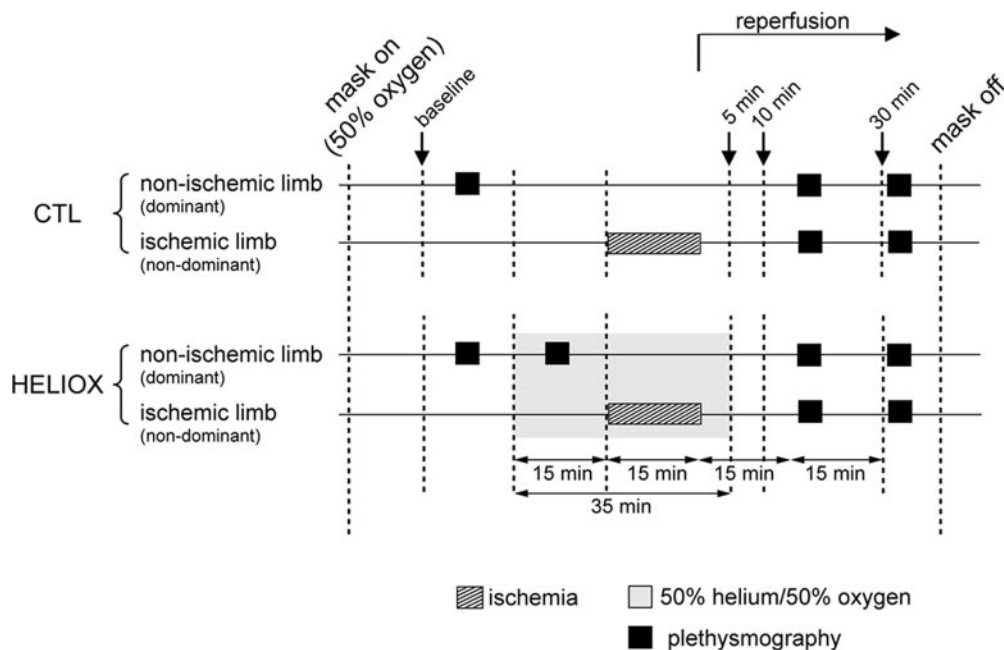 reperfusion
mask on
(50% oxygen)
baseline
5 min
10 min
30 min
mask off
CTL
non-ischemic limb
(dominant)
ischemic limb
(non-dominant)
HELIOX
non-ischemic limb
(dominant)
ischemic limb
(non-dominant)
15 min 15 min 15 min 15 min
35 min
ischemia
50% helium/50% oxygen
plethysmography